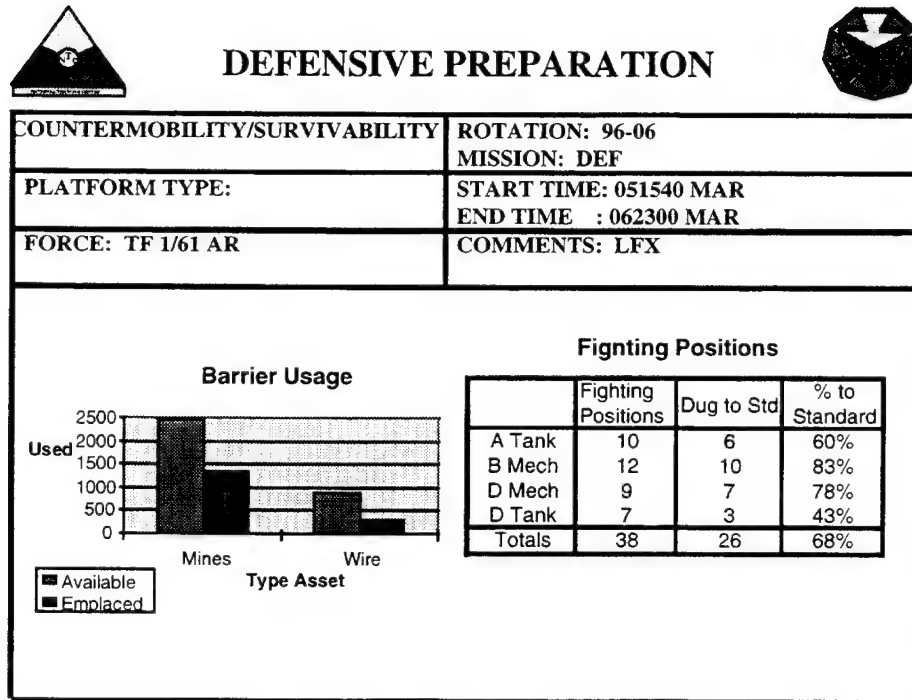 DEFENSIVE PREPARATION
COUNTERMOBILITY/SURVIVABILITY
ROTATION: 96-06
MISSION: DEF
PLATFORM TYPE:
START TIME: 051540 MAR
END TIME : 062300 MAR
FORCE: TF 1/61 AR
COMMENTS: LFX
Barrier Usage
Used
2500
2000
1500
1000
500
0
Mines Wire
Type Asset
Available
Emplaced
Fignting Positions
Fighting Positions Dug to Std % to Standard
A Tank 10 6 60%
B Mech 12 10 83%
D Mech 9 7 78%
D Tank 7 3 43%
Totals 38 26 68%